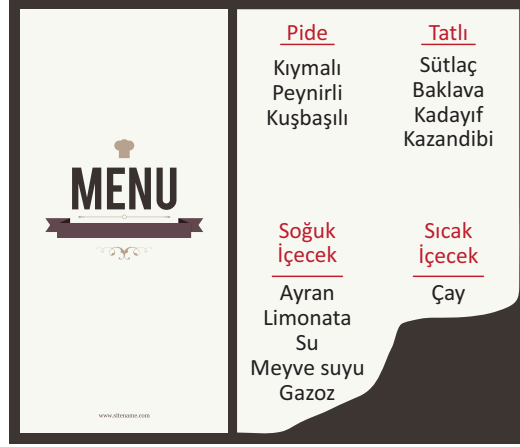 MENU
www.sitename.com
Pide
Kıymalı
Peynirli
Kuşbaşılı
Tatlı
Sütlaç
Baklava
Kadayıf
Kazandibi
Soğuk
İçecek
Ayran
Limonata
Su
Meyve suyu
Gazoz
Sıcak
İçecek
Çay